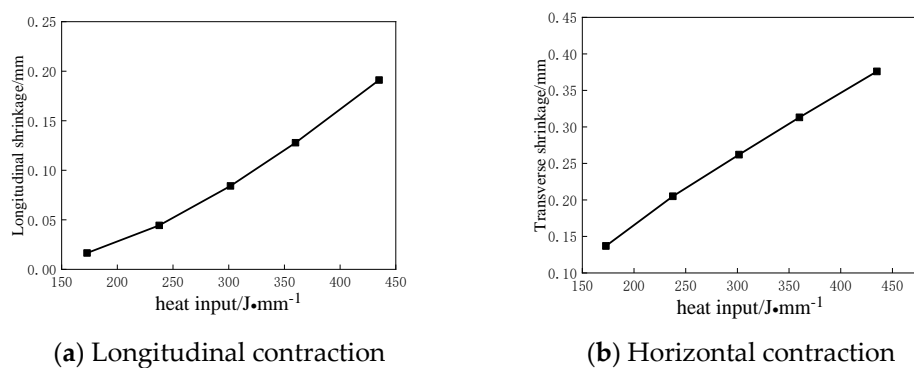 0.25
0.20
0.15
0.10
0.05
0.00
Longitudinal shrinkage/mm
150 200 250 300 350 400 450
heat input/J•mm⁻¹
(a) Longitudinal contraction
0.45
0.40
0.35
0.30
0.25
0.20
0.15
0.10
Transverse shrinkage/mm
150 200 250 300 350 400 450
heat input/J•mm⁻¹
(b) Horizontal contraction